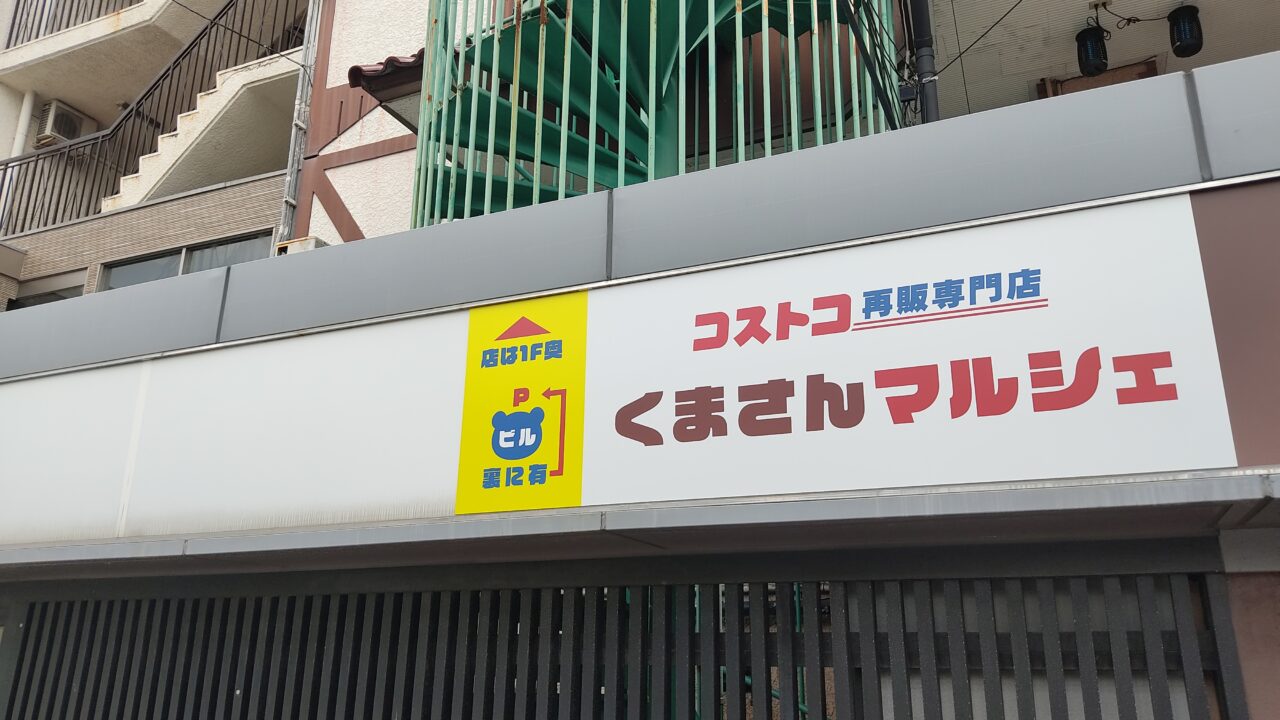 店は1F奥
P
ビル
裏に有
コストコ再販専門店
くまさんマルシェ